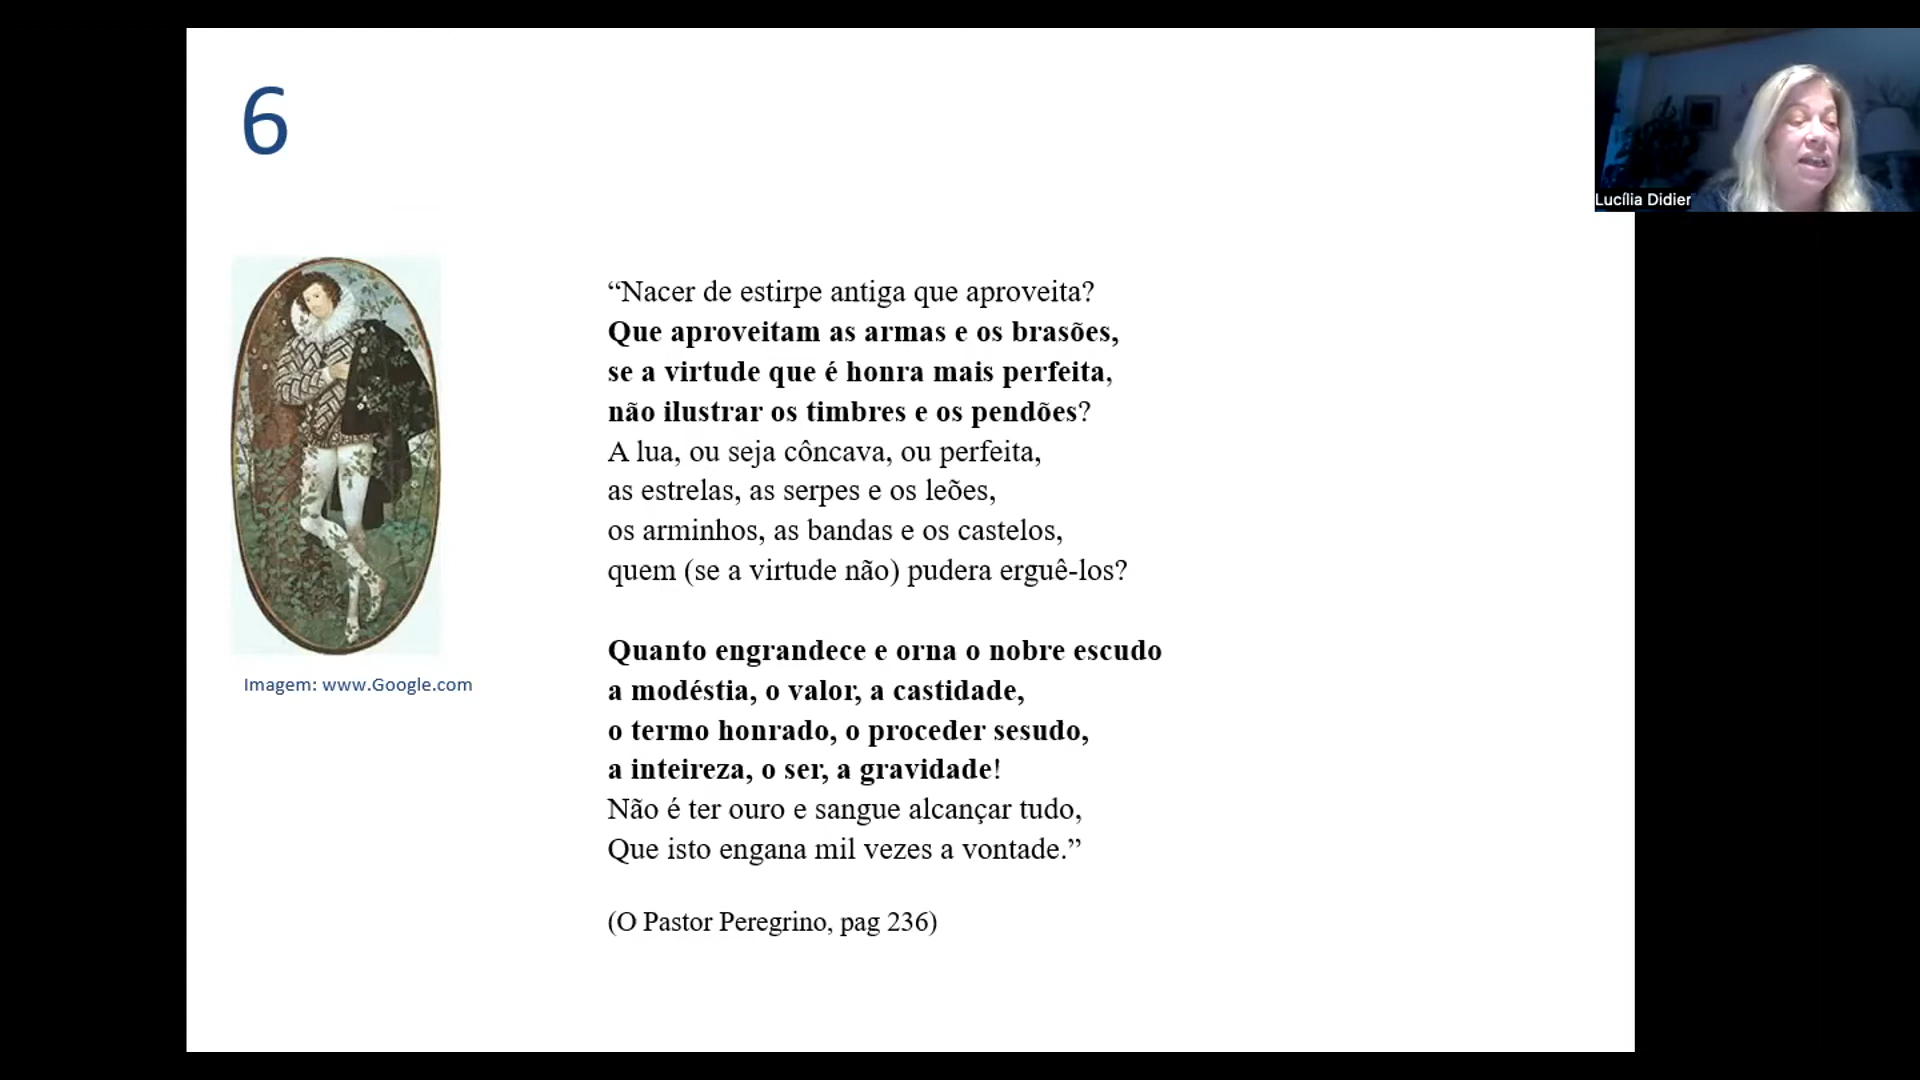 6
Lucília Didier
“Nacer de estirpe antiga que aproveita?
Que aproveitam as armas e os brasões,
se a virtude que é honra mais perfeita,
não ilustrar os timbres e os pendões?
A lua, ou seja côncava, ou perfeita,
as estrelas, as serpes e os leões,
os arminhos, as bandas e os castelos,
quem (se a virtude não) pudera erguê-los?
Quanto engrandece e orna o nobre escudo
a modéstia, o valor, a castidade,
o termo honrado, o proceder sesudo,
a inteireza, o ser, a gravidade!
Não é ter ouro e sangue alcançar tudo,
Que isto engana mil vezes a vontade.”
(O Pastor Peregrino, pag 236)
Imagem: www.Google.com